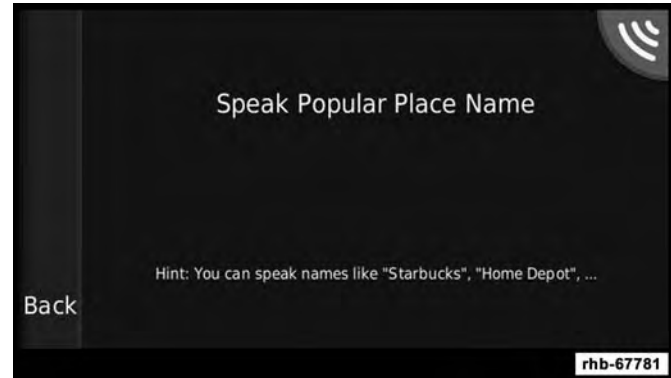 Speak Popular Place Name
Hint: You can speak names like "Starbucks", "Home Depot", ...
Back
rhb-67781